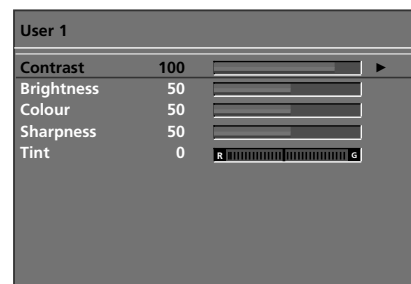 User 1
Contrast 100
Brightness 50
Colour 50
Sharpness 50
Tint 0 R G